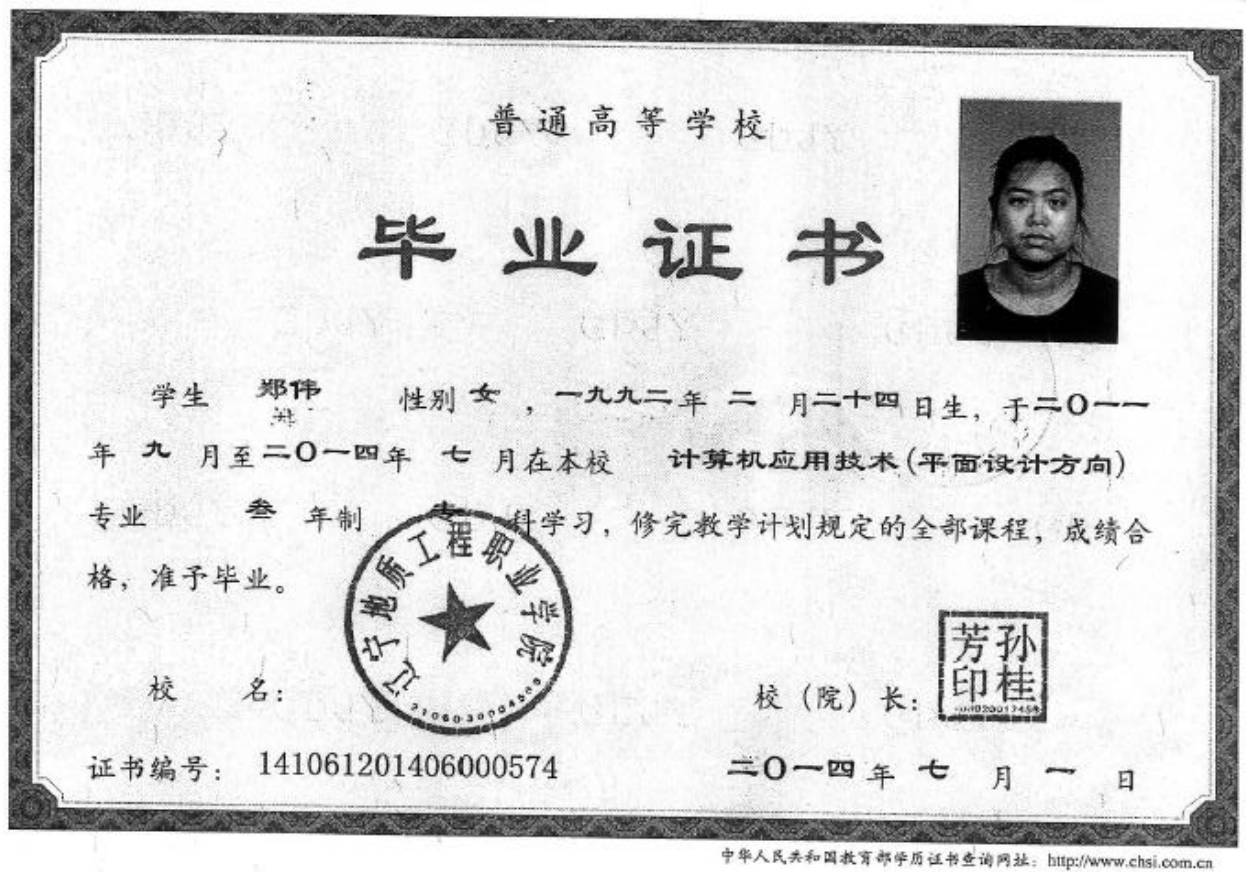 普通高等学校
毕业证书
学生 郑伟 性别 女 ，一九九二年 二 月二十四日生，于二O一一
年 九 月至二O一四年 七 月在本校 计算机应用技术(平面设计方向)
专业 叁 年制 专 科学习，修完教学计划规定的全部课程，成绩合
格，准予毕业。
辽宁地质工程职业学院
孙桂芳印
校 名：
校（院）长：
证书编号： 141061201406000574
二O一四年 七 月 一 日
中华人民共和国教育部学历证书查询网址：http://www.chsi.com.cn